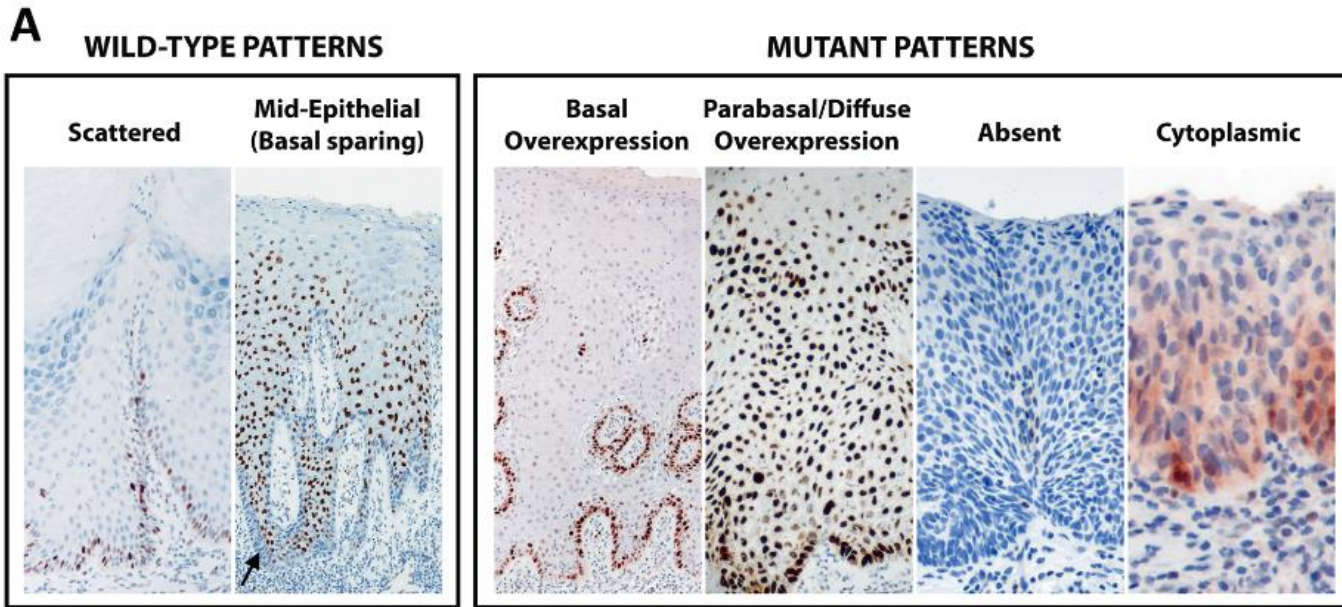 A
WILD-TYPE PATTERNS
MUTANT PATTERNS
Scattered
Mid-Epithelial
(Basal sparing)
Basal
Overexpression
Parabasal/Diffuse
Overexpression
Absent
Cytoplasmic